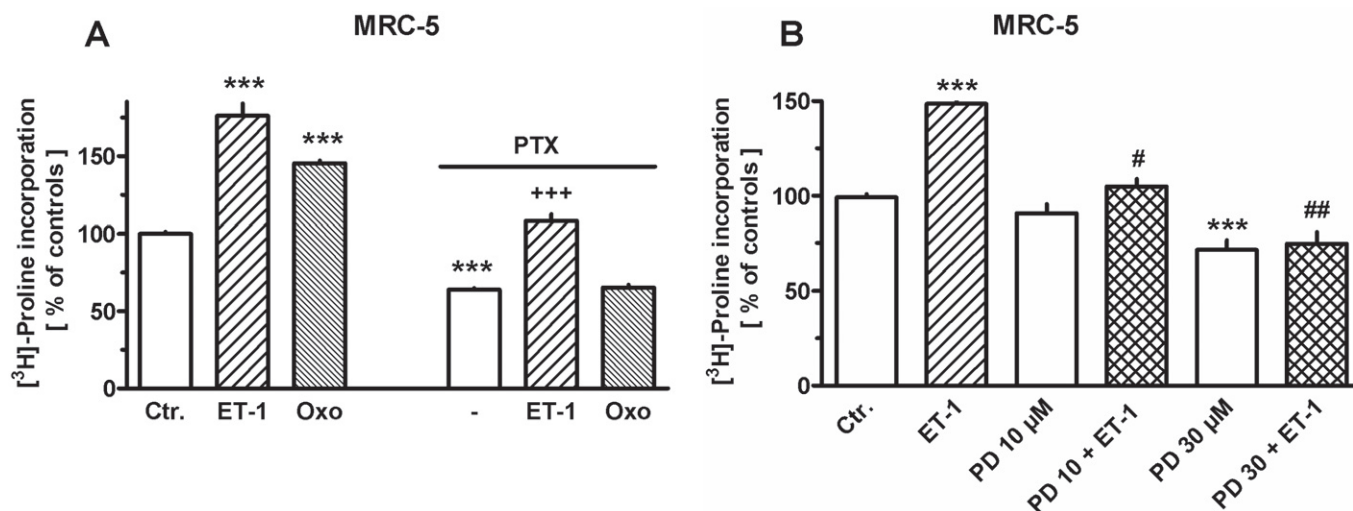 A
MRC-5
[³H]-Proline incorporation
[ % of controls ]
150
100
50
0
***
***
PTX
***
+++
Ctr.
ET-1
Oxo
-
ET-1
Oxo
B
MRC-5
[³H]-Proline incorporation
[ % of controls ]
150
100
50
0
***
#
***
##
Ctr.
ET-1
PD 10 µM
PD 10 + ET-1
PD 30 µM
PD 30 + ET-1